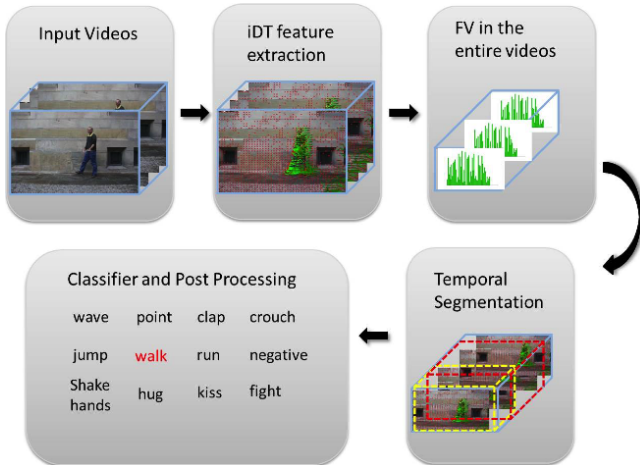 Input Videos
iDT feature
extraction
FV in the
entire videos
Temporal
Segmentation
Classifier and Post Processing
wave point clap crouch
jump walk run negative
Shake
hands hug kiss fight